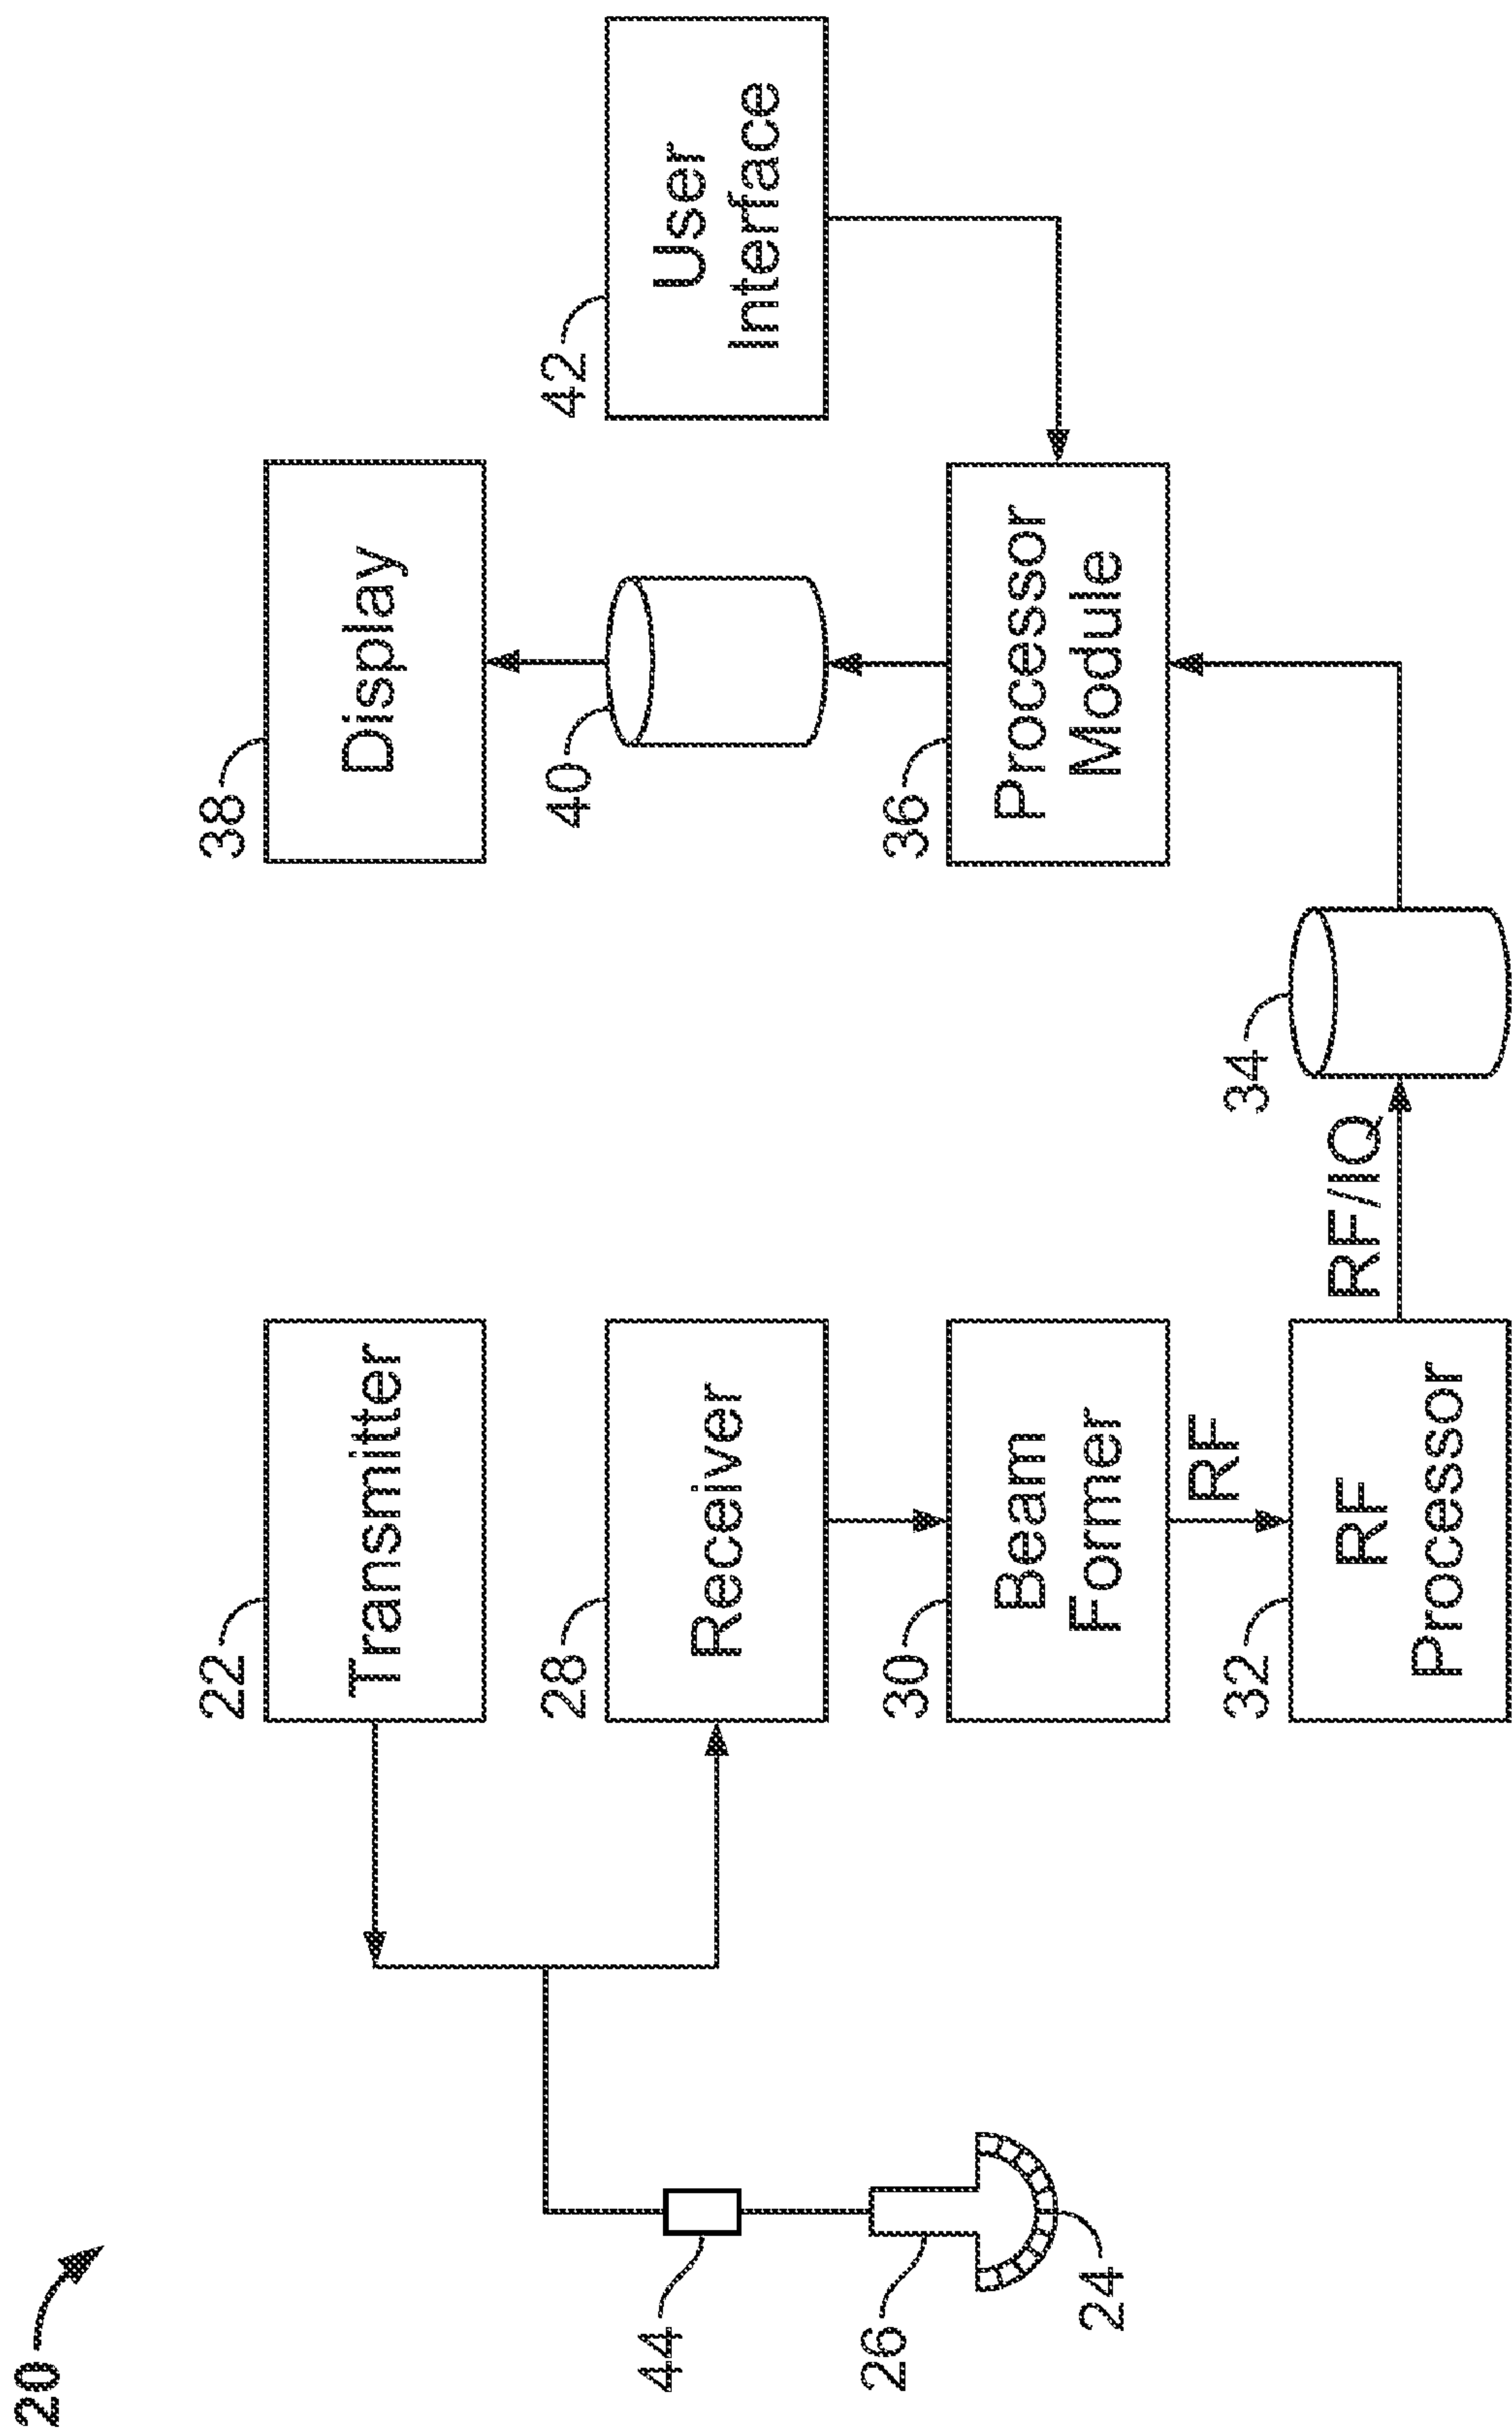 20
22
Transmitter
38
Display
28
Receiver
40
42
User
Interface
44
26
24
30
Beam
Former
RF
36
Processor
Module
32
RF
Processor
RF/IQ
34